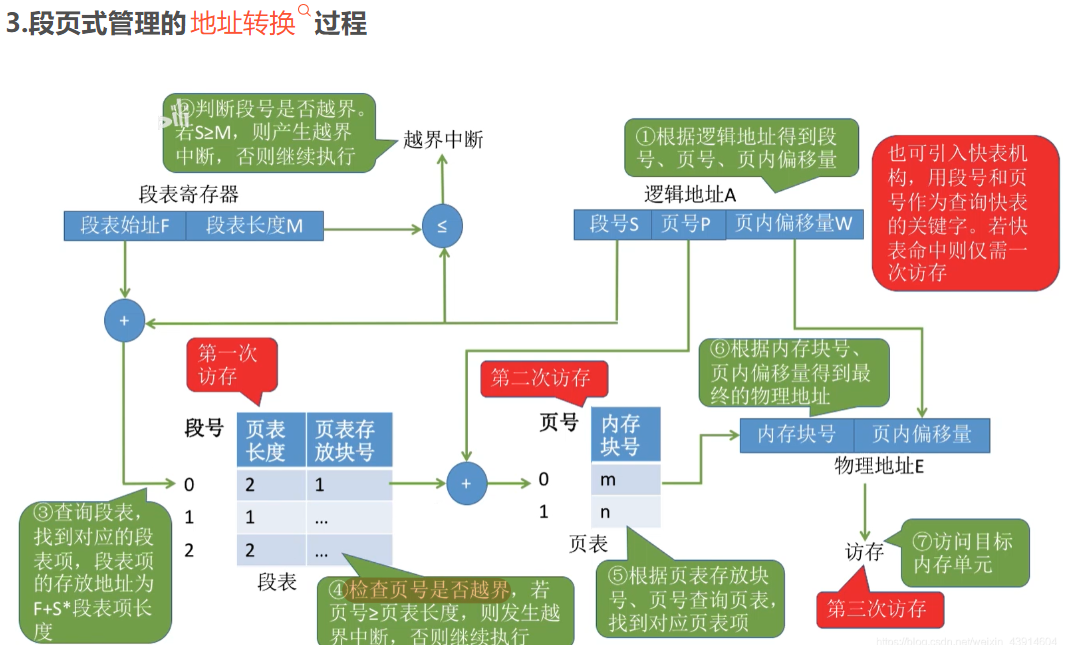 3.段页式管理的地址转换过程
②判断段号是否越界。
若S≥M，则产生越界
中断，否则继续执行
越界中断
①根据逻辑地址得到段
号、页号、页内偏移量
也可引入快表机
构，用段号和页
号作为查询快表
的关键字。若快
表命中则仅需一
次访存
段表寄存器
段表始址F
段表长度M
≤
逻辑地址A
段号S
页号P
页内偏移量W
+
第一次
访存
第二次访存
⑥根据内存块号、
页内偏移量得到最
终的物理地址
段号
页表
长度
页表存
放块号
0
2
1
1
1
...
2
2
...
段表
+
页号
内存
块号
0
m
1
n
页表
内存块号
页内偏移量
物理地址E
③查询段表，
找到对应的段
表项，段表项
的存放地址为
F+S*段表项长
度
④检查页号是否越界，若
页号≥页表长度，则发生越
界中断，否则继续执行
⑤根据页表存放块
号、页号查询页表，
找到对应页表项
访存
⑦访问目标
内存单元
第三次访存